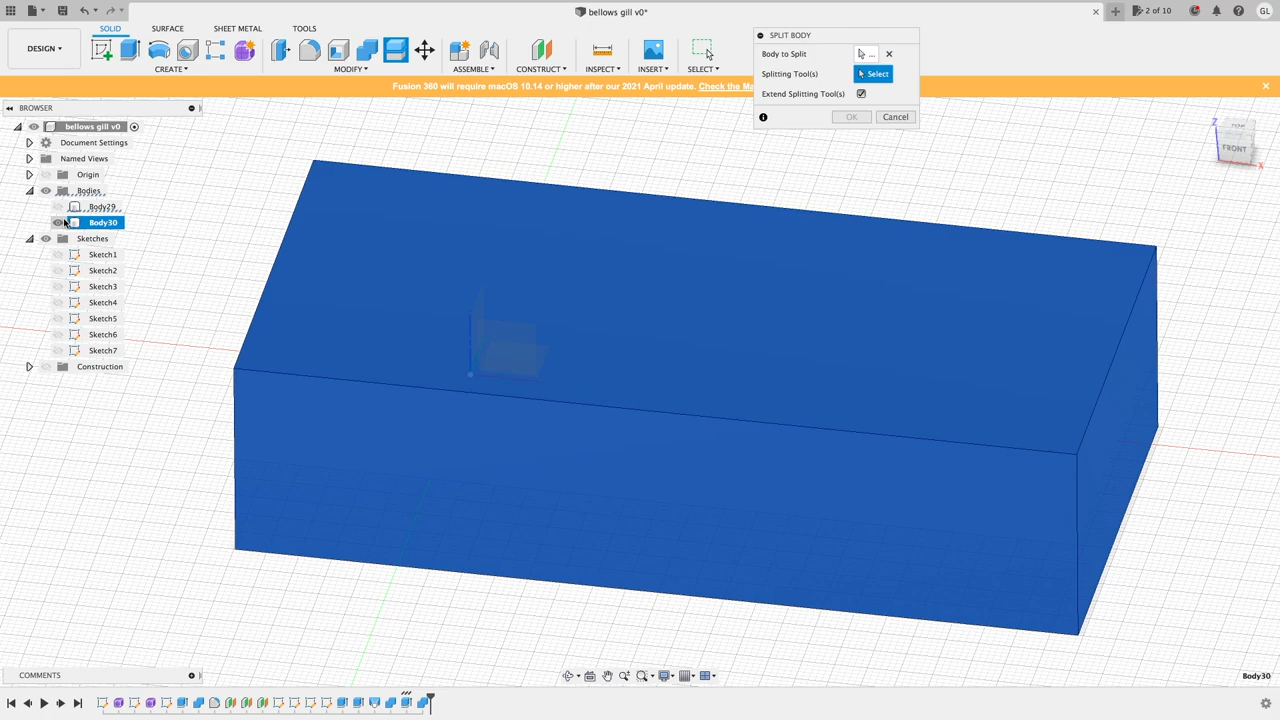 bellows gill v0*
2 of 10
GL
SOLID
SURFACE
SHEET METAL
TOOLS
DESIGN
CREATE
MODIFY
ASSEMBLE
CONSTRUCT
INSPECT
INSERT
SELECT
SPLIT BODY
Body to Split
...
Splitting Tool(s)
Select
Extend Splitting Tool(s)
OK
Cancel
Fusion 360 will require macOS 10.14 or higher after our 2021 April update. Check the Ma
BROWSER
bellows gill v0
Document Settings
Named Views
Origin
Bodies
Body29
Body30
Sketches
Sketch1
Sketch2
Sketch3
Sketch4
Sketch5
Sketch6
Sketch7
Construction
Z
FRONT
X
COMMENTS
Body30